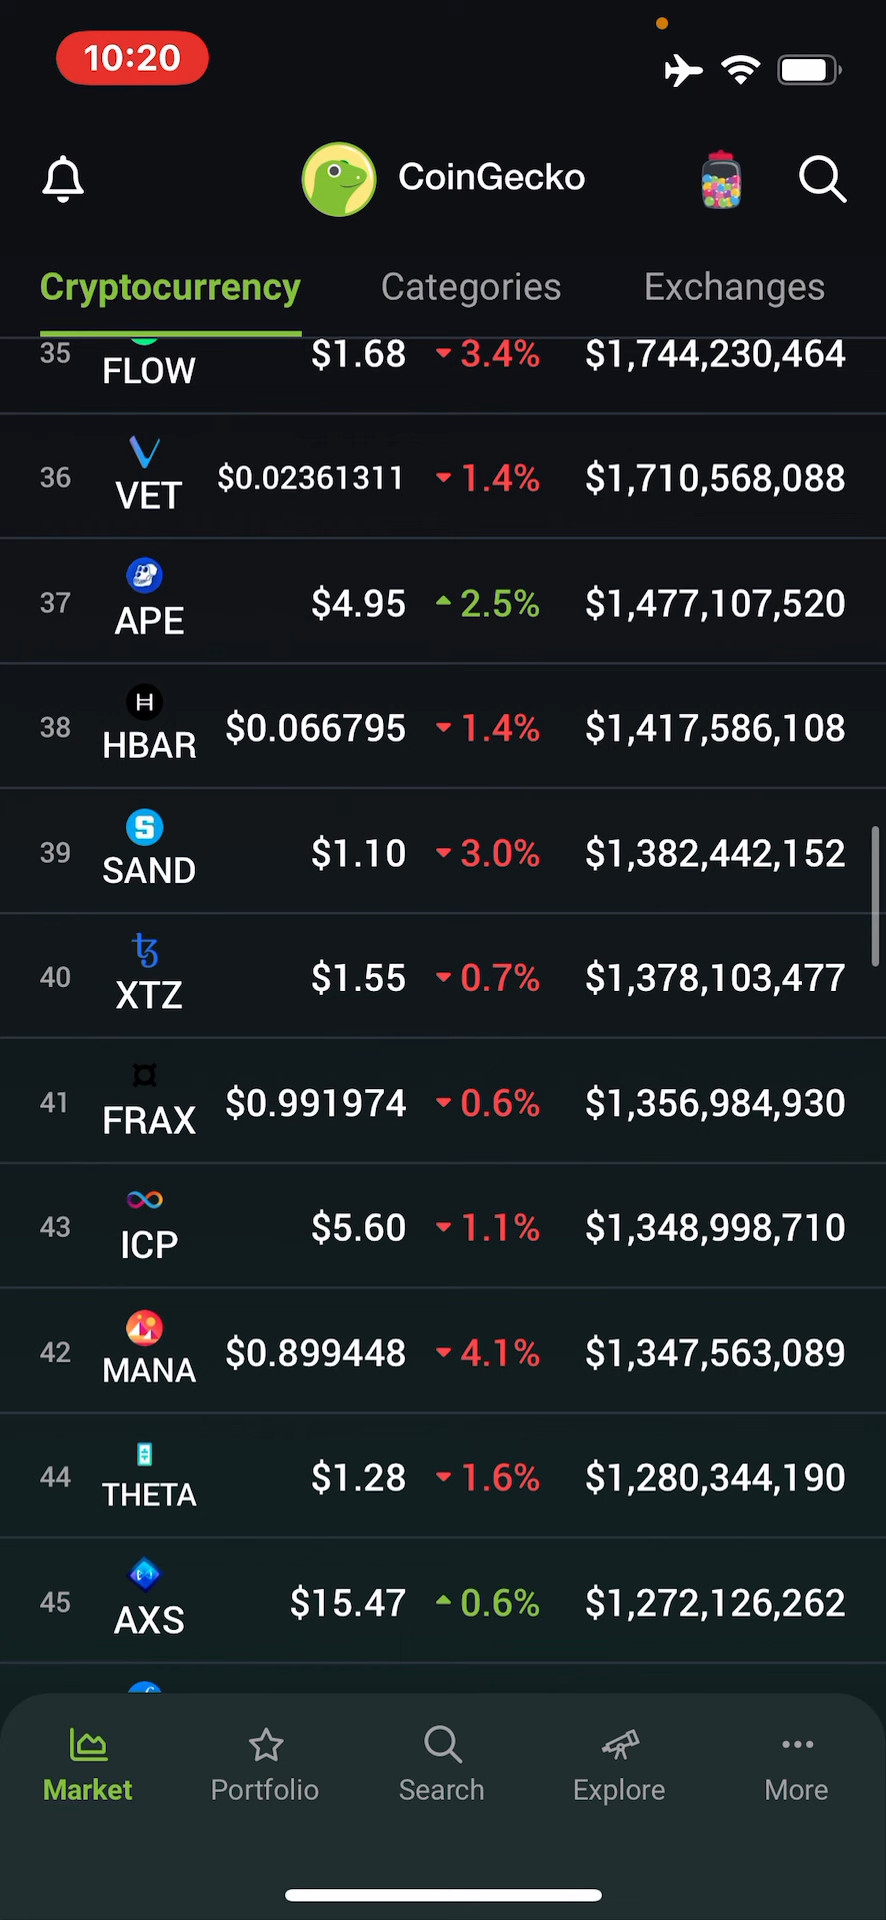 10:20
CoinGecko
Cryptocurrency Categories Exchanges
35 FLOW $1.68 3.4% $1,744,230,464
36 VET $0.02361311 1.4% $1,710,568,088
37 APE $4.95 2.5% $1,477,107,520
38 HBAR $0.066795 1.4% $1,417,586,108
39 SAND $1.10 3.0% $1,382,442,152
40 XTZ $1.55 0.7% $1,378,103,477
41 FRAX $0.991974 0.6% $1,356,984,930
43 ICP $5.60 1.1% $1,348,998,710
42 MANA $0.899448 4.1% $1,347,563,089
44 THETA $1.28 1.6% $1,280,344,190
45 AXS $15.47 0.6% $1,272,126,262
Market Portfolio Search Explore More